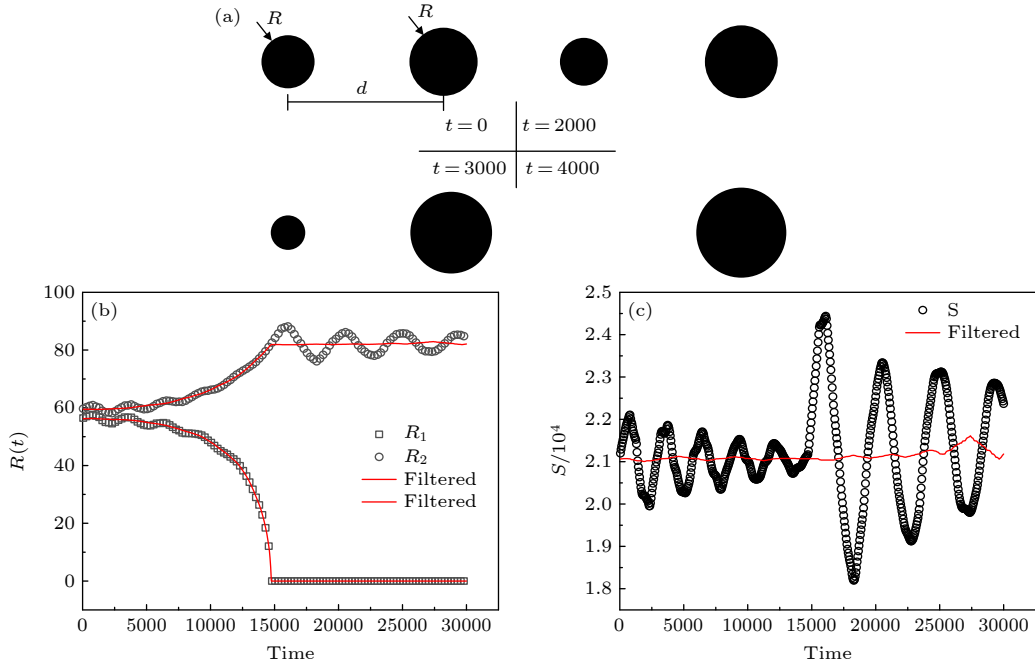 (a)
R
R
d
t=0
t=2000
t=3000
t=4000
(b)
R(t)
100
80
60
40
20
0
R1
R2
Filtered
Filtered
0
5000
10000
15000
20000
25000
30000
Time
(c)
S/10⁴
2.5
2.4
2.3
2.2
2.1
2.0
1.9
1.8
S
Filtered
0
5000
10000
15000
20000
25000
30000
Time